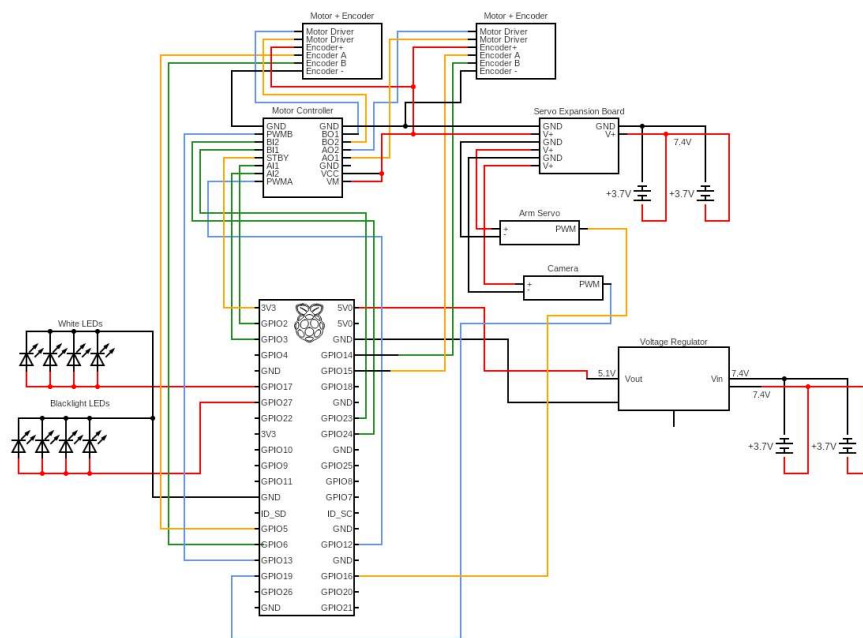 Motor + Encoder
Motor Driver
Motor Driver
Encoder+
Encoder A
Encoder B
Encoder -
Motor + Encoder
Motor Driver
Motor Driver
Encoder+
Encoder A
Encoder B
Encoder -
Motor Controller
GND GND
PWMB BO1
BI2 BO2
BI1 AO2
STBY AO1
AI1 GND
AI2 VCC
PWMA VM
Servo Expansion Board
GND GND
V+ V+
GND
V+
GND
V+
7.4V
+3.7V +3.7V
Arm Servo
+ PWM
-
Camera
+ PWM
-
3V3 5V0
GPIO2 5V0
GPIO3 GND
GPIO4 GPIO14
GND GPIO15
GPIO17 GPIO18
GPIO27 GND
GPIO22 GPIO23
3V3 GPIO24
GPIO10 GND
GPIO9 GPIO25
GPIO11 GPIO8
GND GPIO7
ID_SD ID_SC
GPIO5 GND
GPIO6 GPIO12
GPIO13 GND
GPIO19 GPIO16
GPIO26 GPIO20
GND GPIO21
White LEDs
Blacklight LEDs
Voltage Regulator
5.1V Vout Vin 7.4V
7.4V
+3.7V +3.7V